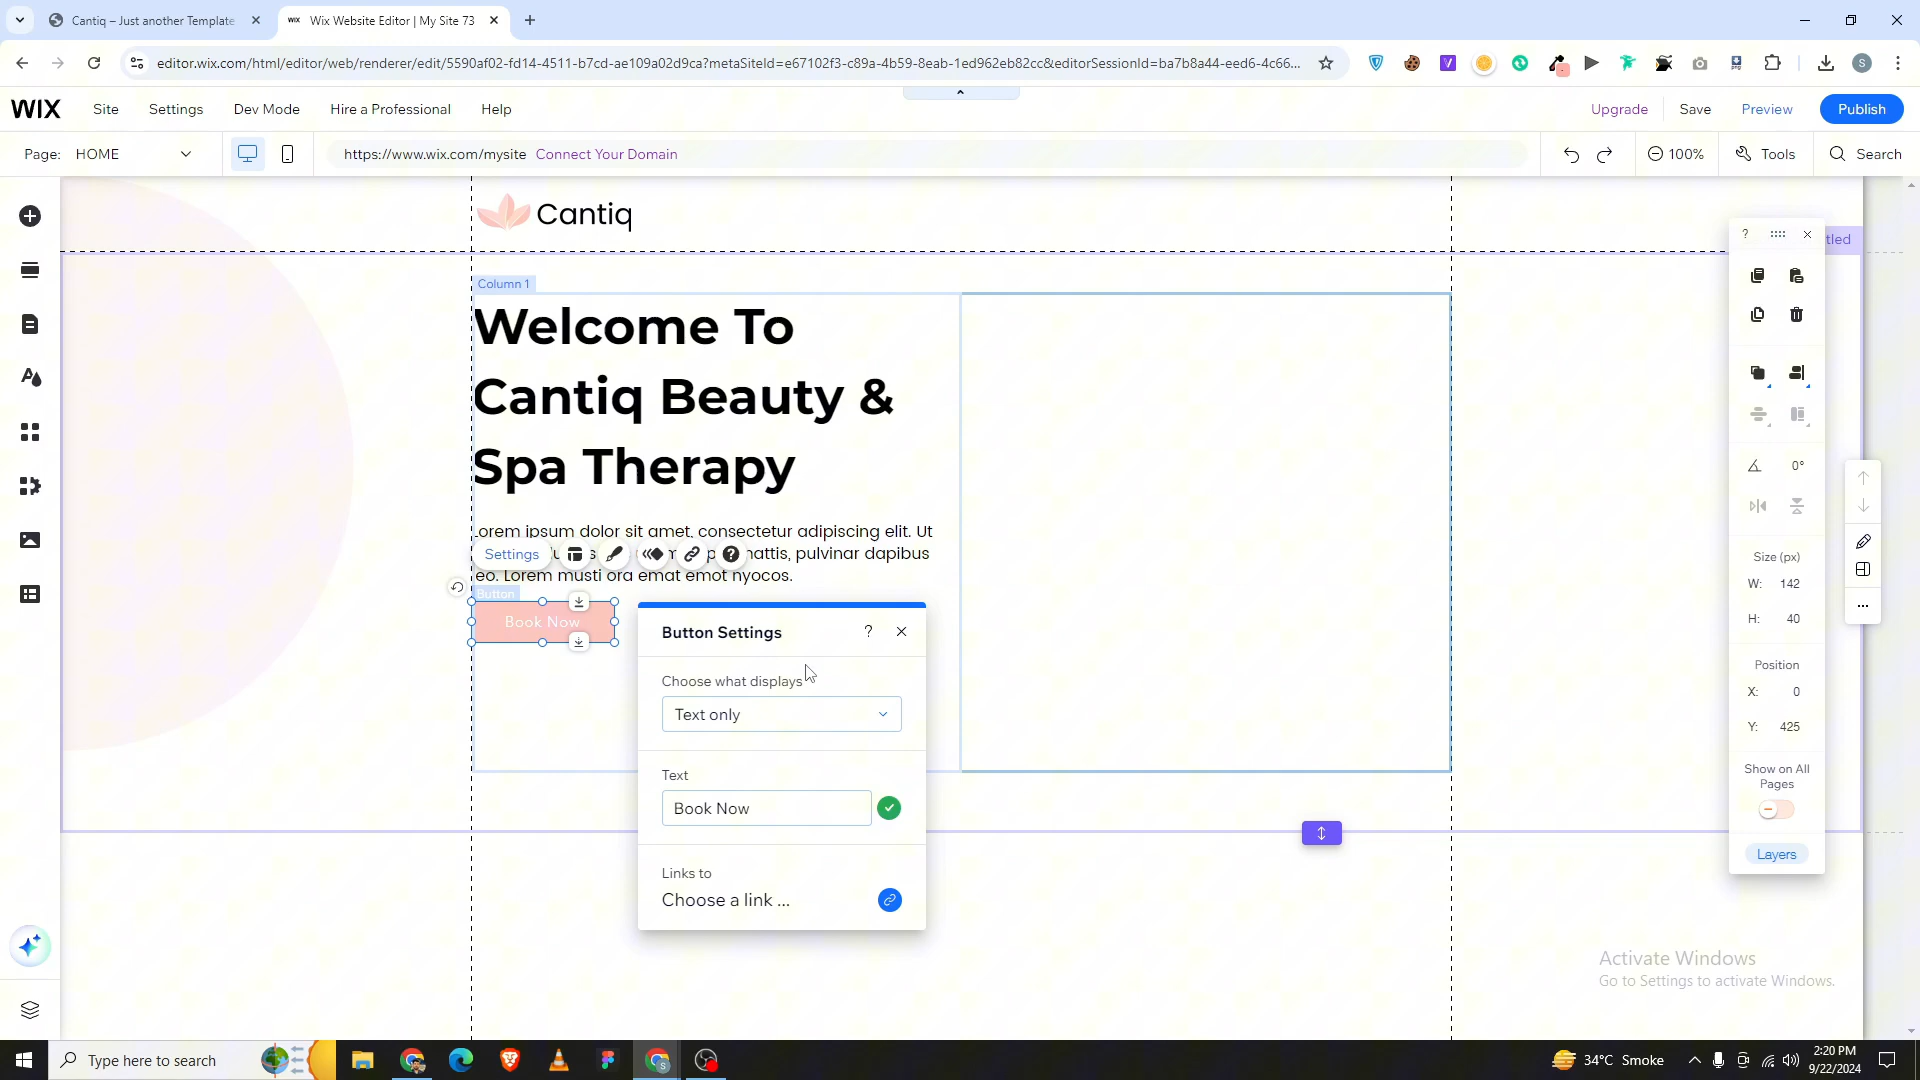 Cantiq – Just another Template
Wix Website Editor | My Site 73
editor.wix.com/html/editor/web/renderer/edit/5590af02-fd14-4511-b7cd-ae109a02d9ca?metaSiteId=e67102f3-c89a-4b59-8eab-1ed962eb82cc&editorSessionId=ba7b8a44-eed6-4c66...
WIX Site Settings Dev Mode Hire a Professional Help Upgrade Save Preview Publish
Page: HOME https://www.wix.com/mysite Connect Your Domain 100% Tools Search
Cantiq
Column 1
Welcome To
Cantiq Beauty &
Spa Therapy
orem ipsum dolor sit amet, consectetur adipiscing elit. Ut
mattis, pulvinar dapibus
eo. Lorem musti ora emat emot nyocos.
Settings
Button
Book Now
Button Settings
?
Choose what displays
Text only
Text
Book Now
Links to
Choose a link ...
?
tled
0°
Size (px)
W: 142
H: 40
Position
X: 0
Y: 425
Show on All
Pages
Layers
Activate Windows
Go to Settings to activate Windows.
Type here to search
34°C Smoke
2:20 PM
9/22/2024